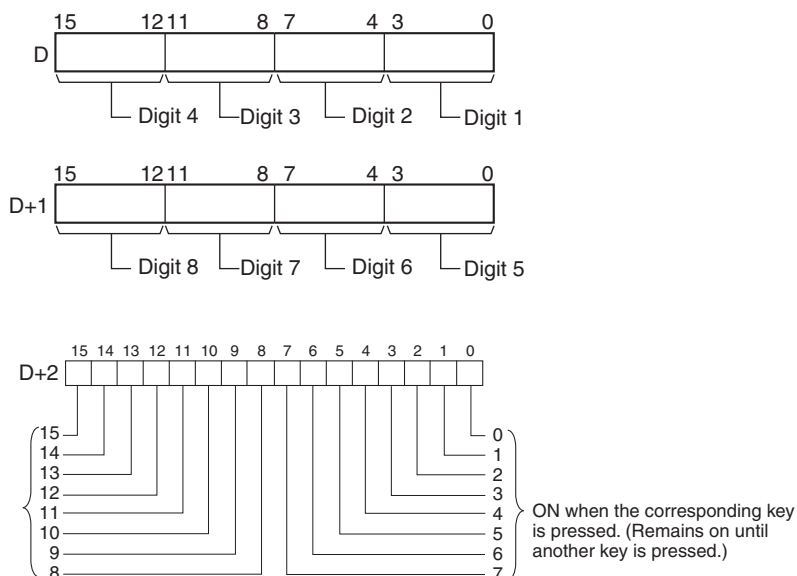 15 12 11 8 7 4 3 0
D
Digit 4 Digit 3 Digit 2 Digit 1
15 12 11 8 7 4 3 0
D+1
Digit 8 Digit 7 Digit 6 Digit 5
15 14 13 12 11 10 9 8 7 6 5 4 3 2 1 0
D+2
15 0
14 1
13 2
12 3
11 4
10 5
9 6
8 7
ON when the corresponding key
is pressed. (Remains on until
another key is pressed.)